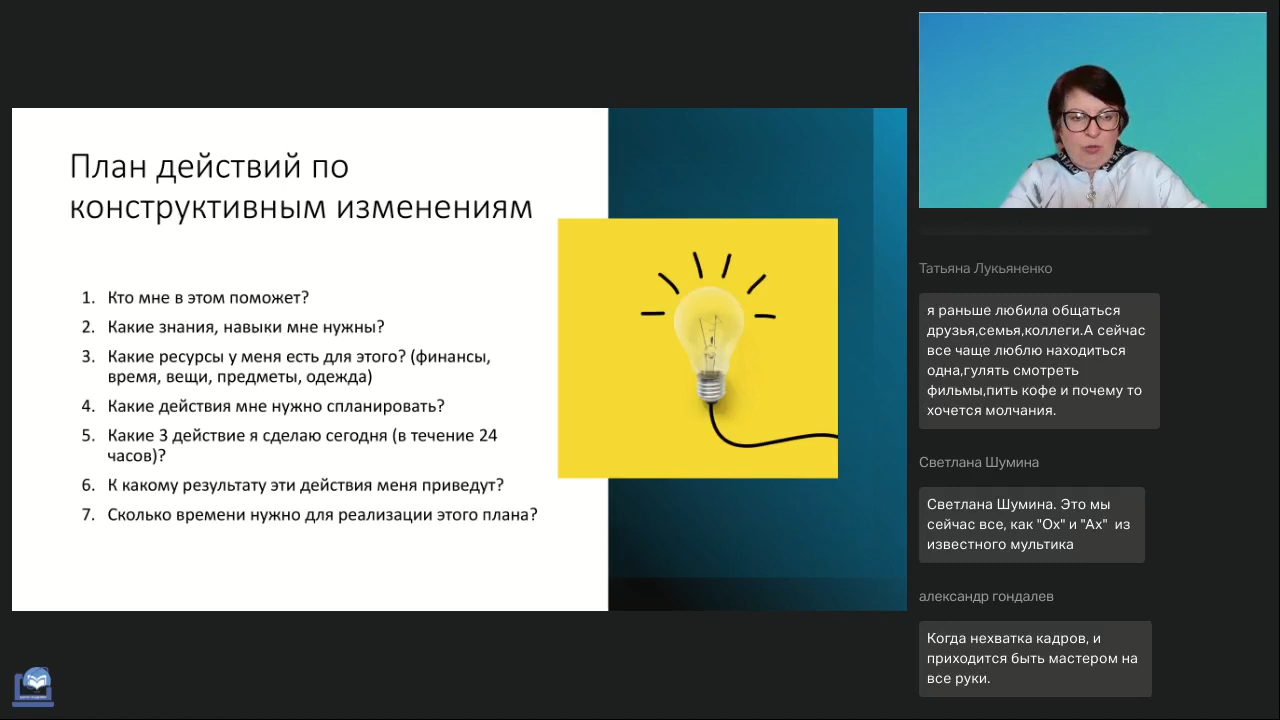 План действий по
конструктивным изменениям
1. Кто мне в этом поможет?
2. Какие знания, навыки мне нужны?
3. Какие ресурсы у меня есть для этого? (финансы,
время, вещи, предметы, одежда)
4. Какие действия мне нужно спланировать?
5. Какие 3 действие я сделаю сегодня (в течение 24
часов)?
6. К какому результату эти действия меня приведут?
7. Сколько времени нужно для реализации этого плана?
Татьяна Лукьяненко
я раньше любила общаться
друзья,семья,коллеги.А сейчас
все чаще люблю находиться
одна,гулять смотреть
фильмы,пить кофе и почему то
хочется молчания.
Светлана Шумина
Светлана Шумина. Это мы
сейчас все, как "Ох" и "Ах" из
известного мультика
александр гондалев
Когда нехватка кадров, и
приходится быть мастером на
все руки.